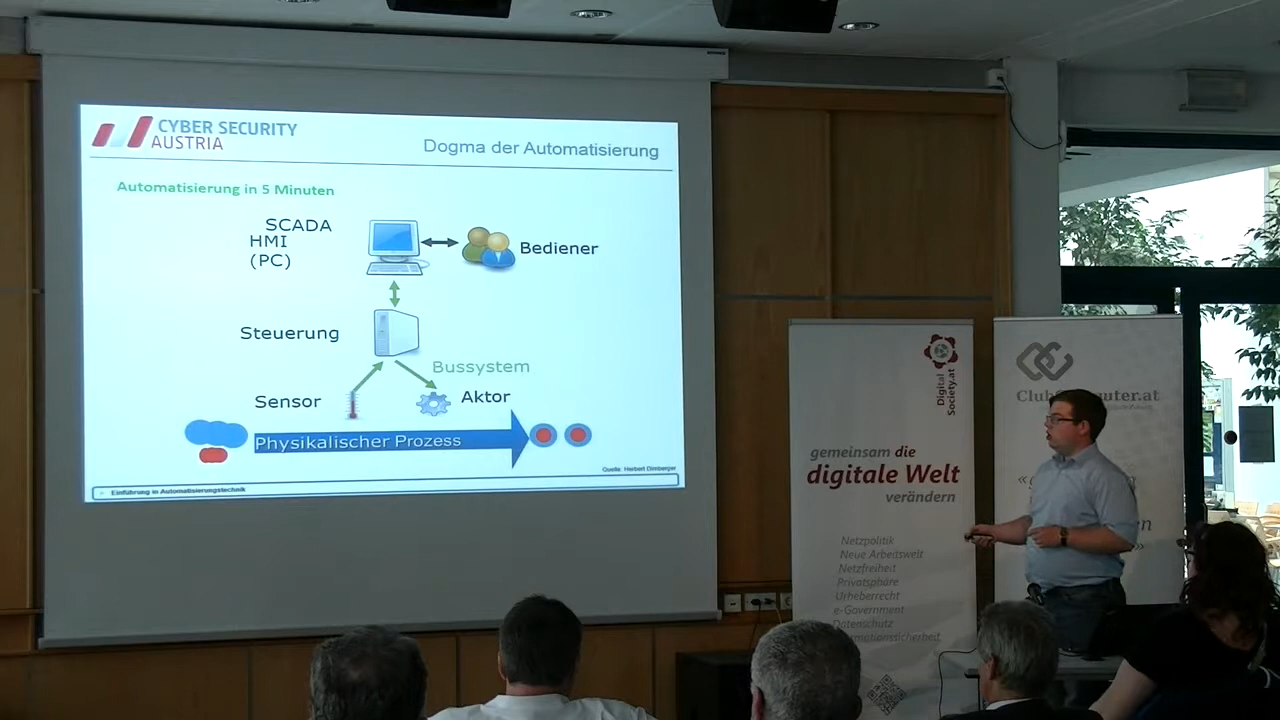 CYBER SECURITY
AUSTRIA
Dogma der Automatisierung
Automatisierung in 5 Minuten
SCADA
HMI
(PC)
Bediener
Steuerung
Bussystem
Sensor
Aktor
Physikalischer Prozess
Quelle: Herbert Dirnberger
Einführung in Automatisierungstechnik
Digital
Society.at
gemeinsam die
digitale Welt
verändern
Netzpolitik
Neue Arbeitswelt
Netzfreiheit
Privatsphäre
Urheberrecht
e-Government
Datenschutz